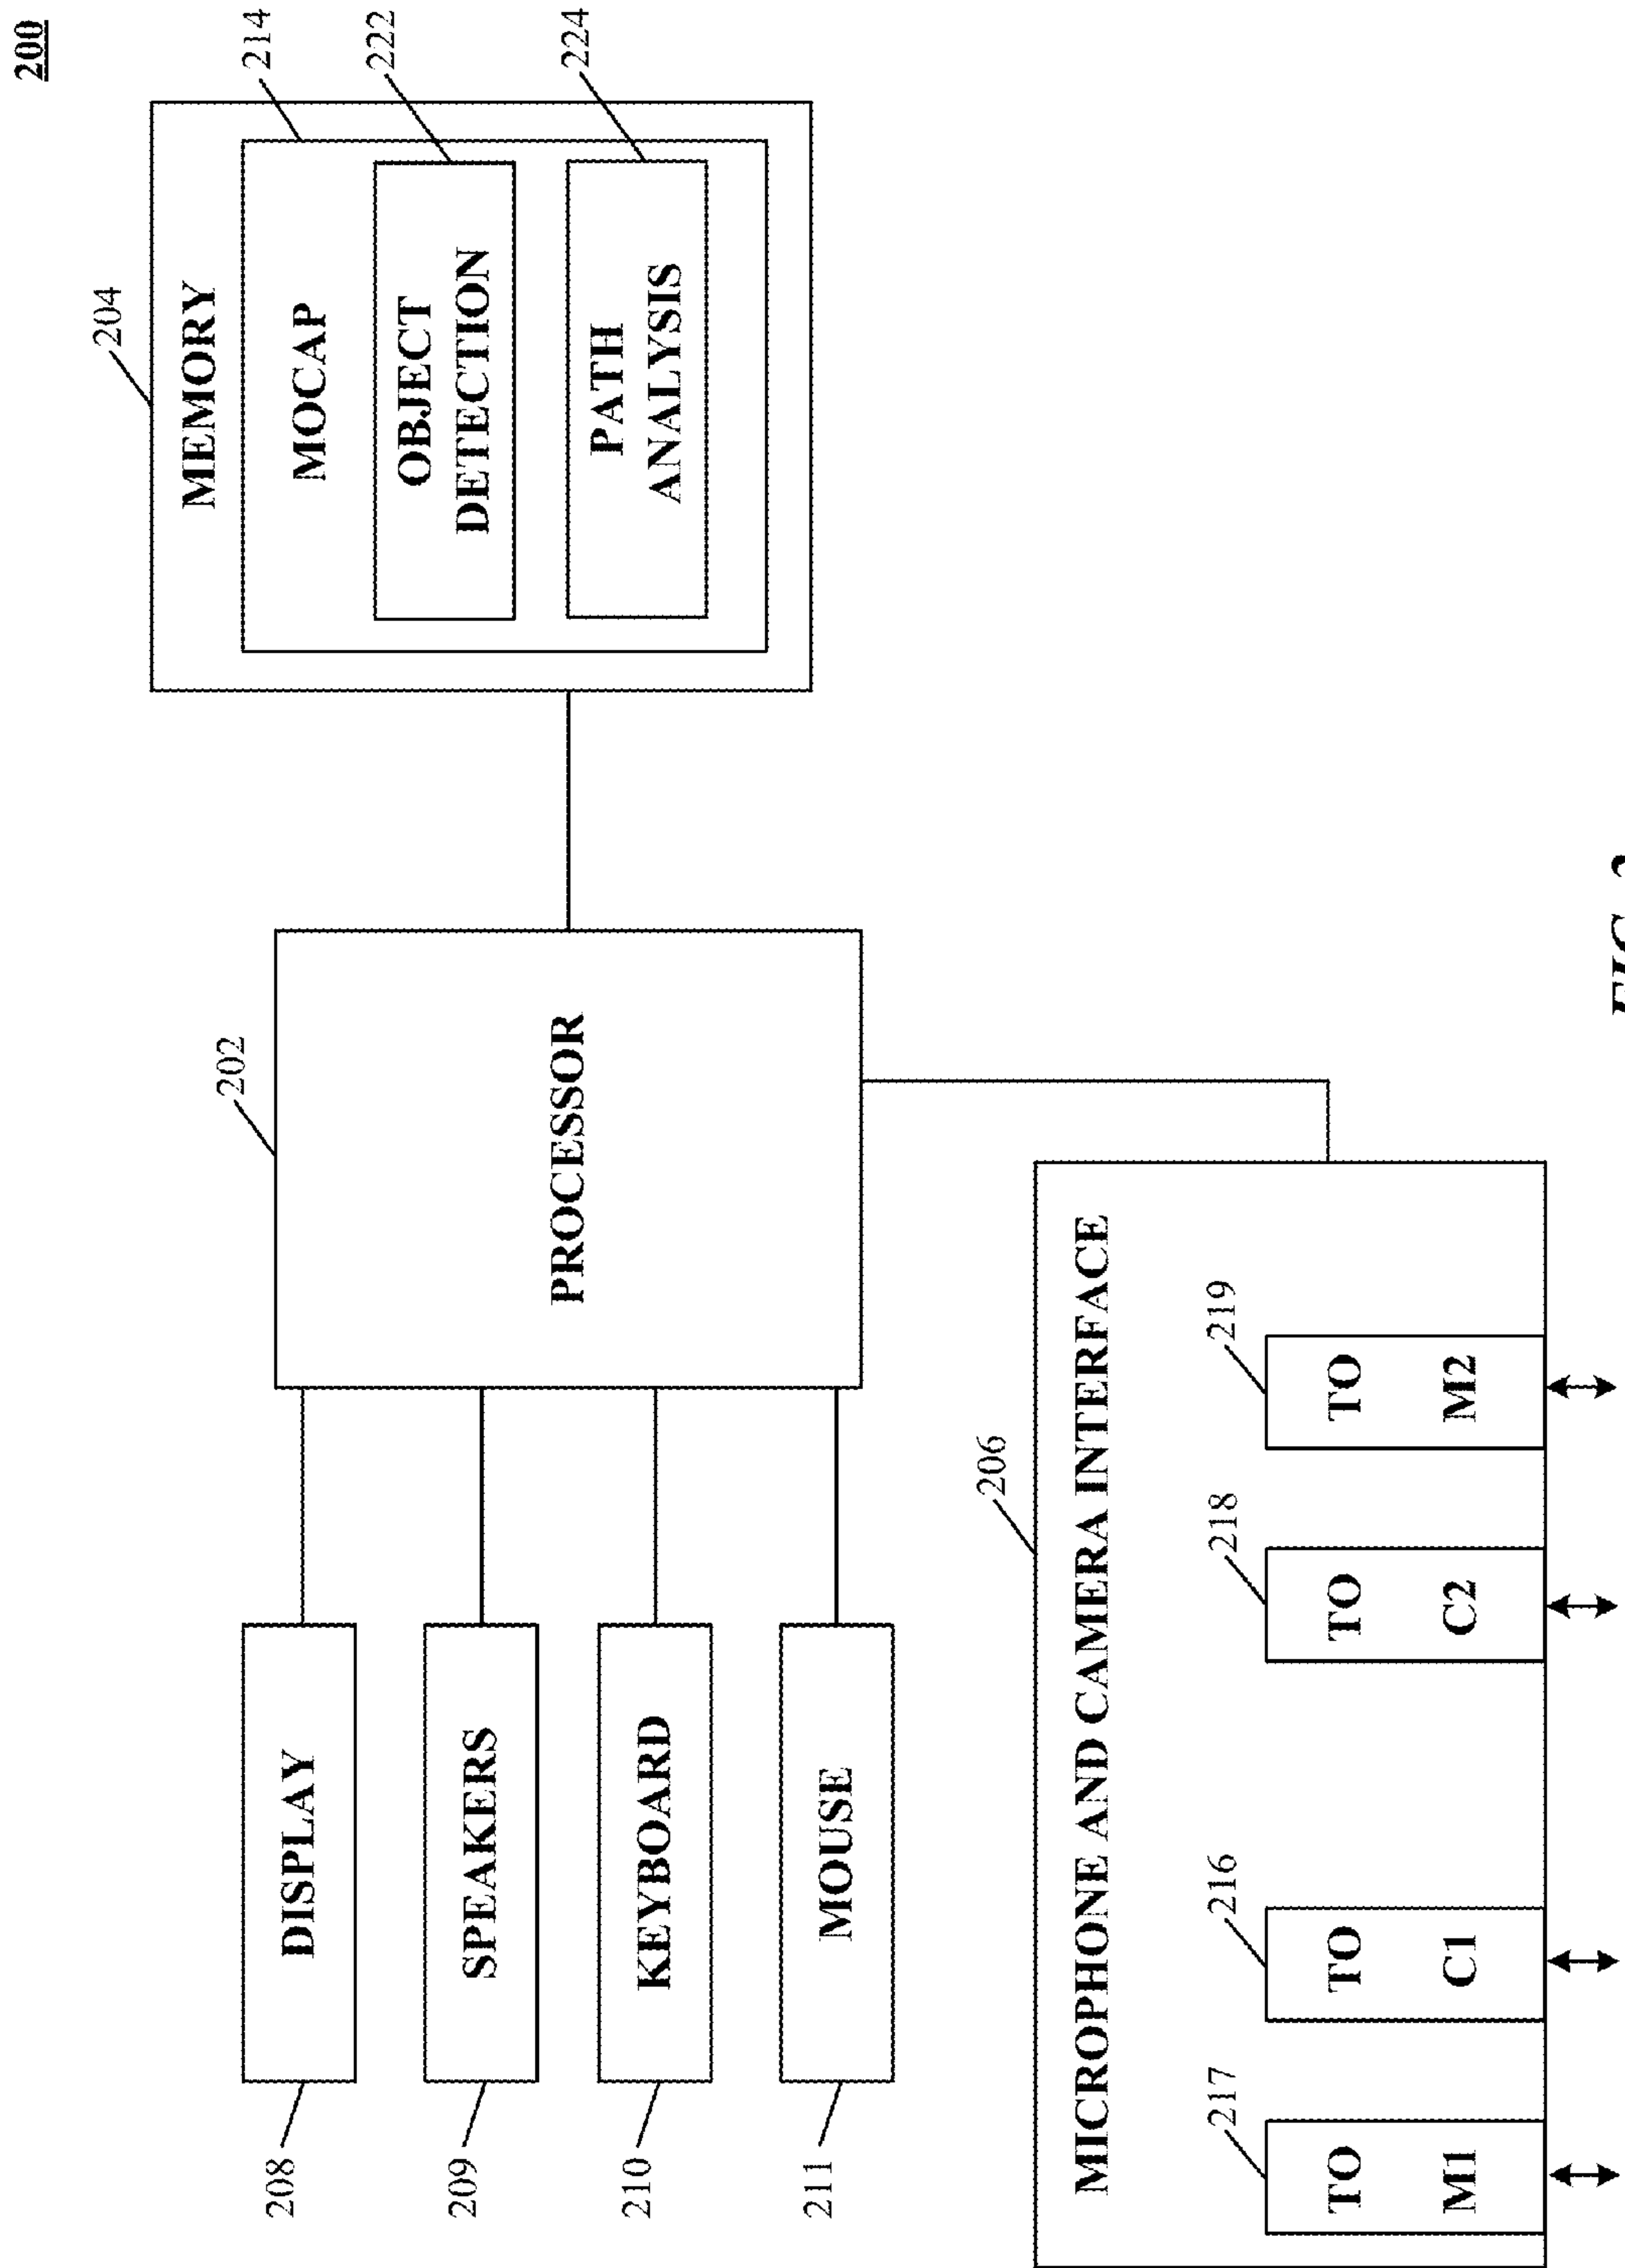 200
208
DISPLAY
209
SPEAKERS
210
KEYBOARD
211
MOUSE
202
PROCESSOR
204
MEMORY
214
MOCAP
222
OBJECT
DETECTION
224
PATH
ANALYSIS
206
MICROPHONE AND CAMERA INTERFACE
217
TO
M1
216
TO
C1
218
TO
C2
219
TO
M2
FIG.